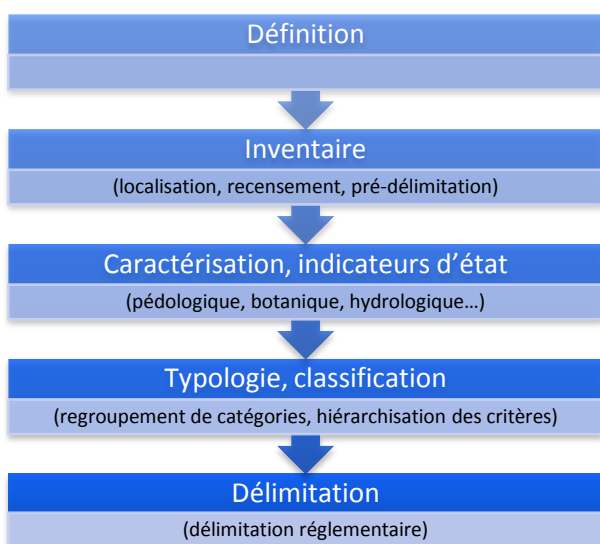 Définition
Inventaire
(localisation, recensement, pré-délimitation)
Caractérisation, indicateurs d'état
(pédologique, botanique, hydrologique…)
Typologie, classification
(regroupement de catégories, hiérarchisation des critères)
Délimitation
(délimitation réglementaire)